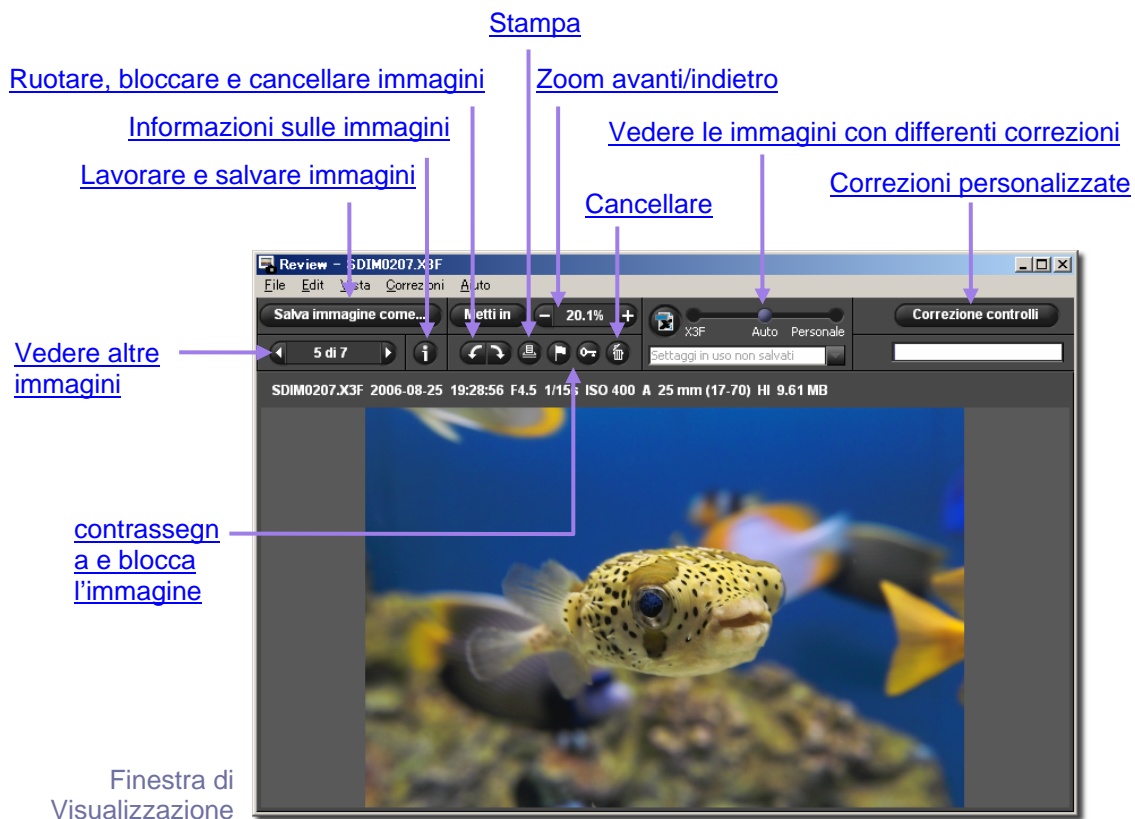 Stampa
Ruotare, bloccare e cancellare immagini
Zoom avanti/indietro
Informazioni sulle immagini
Vedere le immagini con differenti correzioni
Lavorare e salvare immagini
Correzioni personalizzate
Cancellare
Review - SDIM0207.X3F
File Edit Vista Correzioni Aiuto
Salva immagine come...
Metti in
20.1%
X3F Auto Personale
Correzione controlli
Vedere altre
immagini
5 di 7
Settaggi in uso non salvati
SDIM0207.X3F 2006-08-25 19:28:56 F4.5 1/15s ISO 400 A 25 mm (17-70) HI 9.61 MB
contrassegn
a e blocca
l'immagine
Finestra di
Visualizzazione